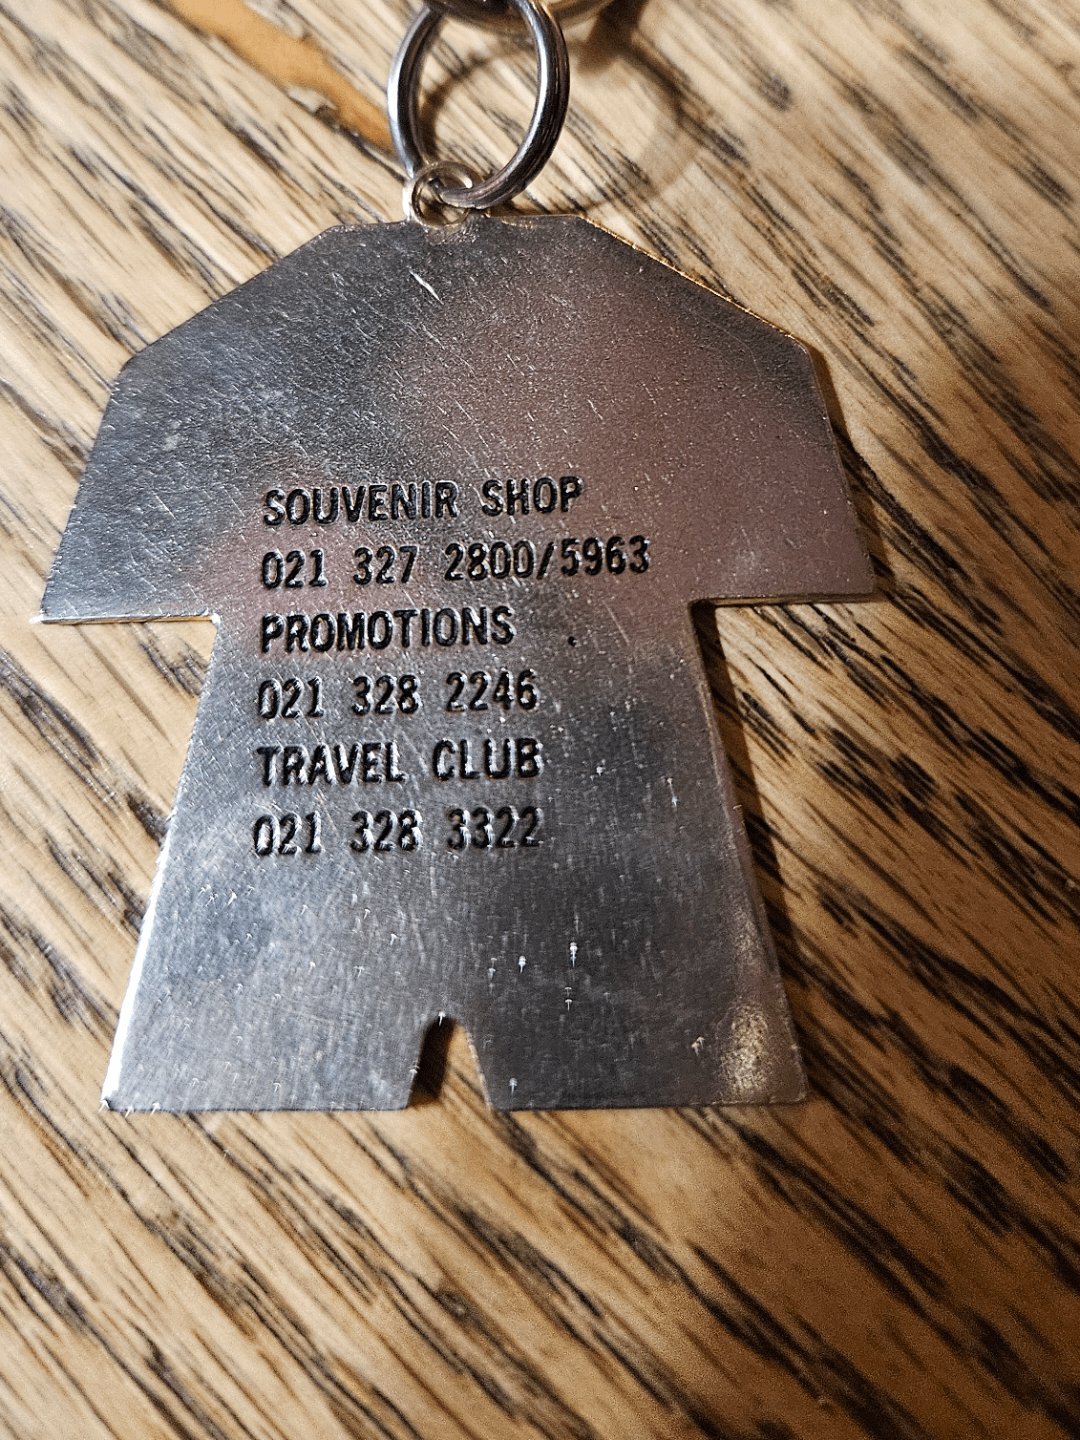 SOUVENIR SHOP
021 327 2800/5963
PROMOTIONS
021 328 2246
TRAVEL CLUB
021 328 3322